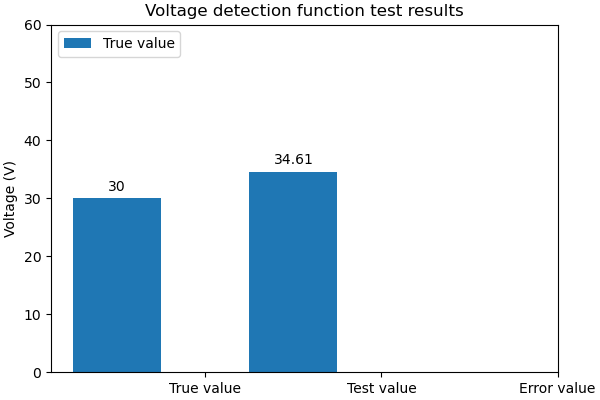 Voltage detection function test results
True value
60
50
40
30
20
10
0
Voltage (V)
30
34.61
True value
Test value
Error value